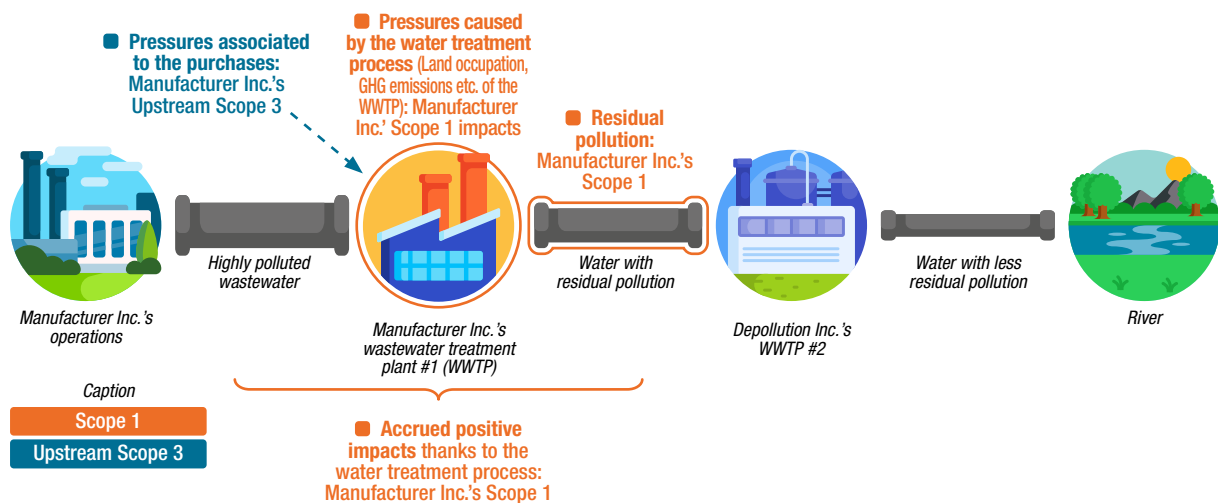 Pressures associated
to the purchases:
Manufacturer Inc.'s
Upstream Scope 3
Pressures caused
by the water treatment
process (Land occupation,
GHG emissions etc. of the
WWTP): Manufacturer
Inc.' Scope 1 impacts
Residual
pollution:
Manufacturer Inc.'s
Scope 1
Manufacturer Inc.'s
operations
Highly polluted
wastewater
Manufacturer Inc.'s
wastewater treatment
plant #1 (WWTP)
Water with
residual pollution
Depollution Inc.'s
WWTP #2
Water with less
residual pollution
River
Caption
Scope 1
Upstream Scope 3
Accrued positive
impacts thanks to the
water treatment process:
Manufacturer Inc.'s Scope 1